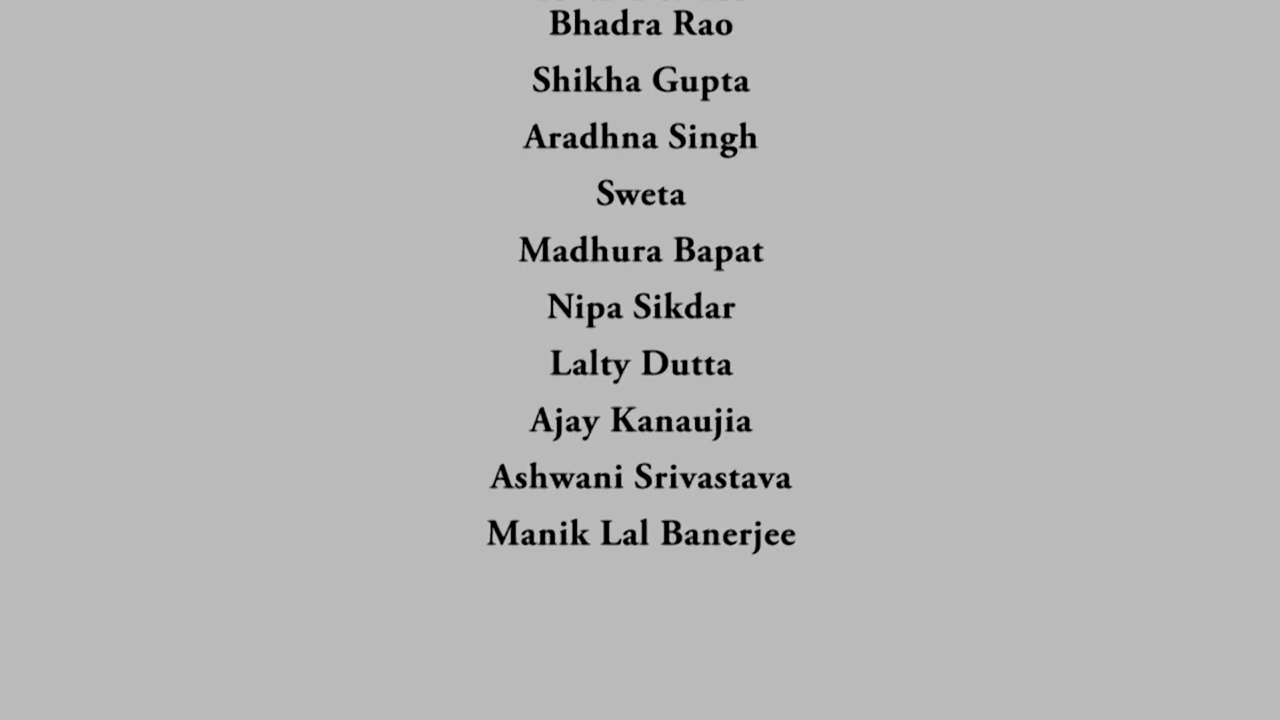 Bhadra Rao
Shikha Gupta
Aradhna Singh
Sweta
Madhura Bapat
Nipa Sikdar
Lalty Dutta
Ajay Kanaujia
Ashwani Srivastava
Manik Lal Banerjee